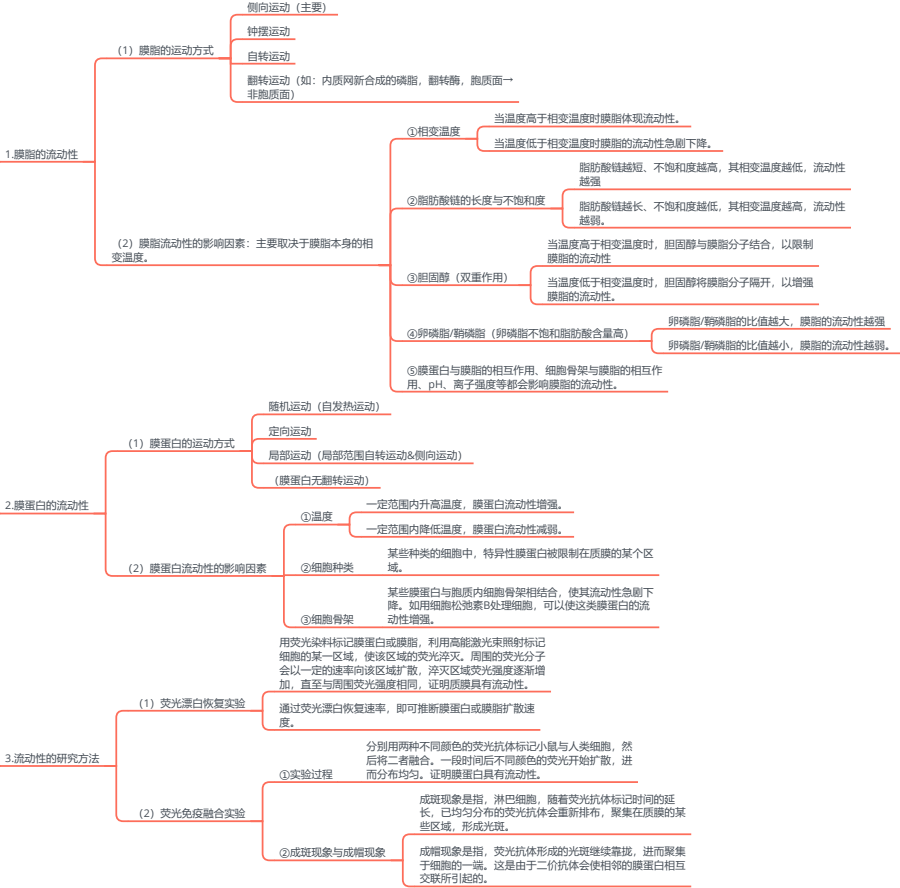 1.膜脂的流动性
（1）膜脂的运动方式
侧向运动（主要）
钟摆运动
自转运动
翻转运动（如：内质网新合成的磷脂，翻转酶，胞质面→
非胞质面）
（2）膜脂流动性的影响因素：主要取决于膜脂本身的相
变温度。
①相变温度
当温度高于相变温度时膜脂体现流动性。
当温度低于相变温度时膜脂的流动性急剧下降。
②脂肪酸链的长度与不饱和度
脂肪酸链越短、不饱和度越高，其相变温度越低，流动性
越强
脂肪酸链越长、不饱和度越低，其相变温度越高，流动性
越弱。
③胆固醇（双重作用）
当温度高于相变温度时，胆固醇与膜脂分子结合，以限制
膜脂的流动性
当温度低于相变温度时，胆固醇将膜脂分子隔开，以增强
膜脂的流动性。
④卵磷脂/鞘磷脂（卵磷脂不饱和脂肪酸含量高）
卵磷脂/鞘磷脂的比值越大，膜脂的流动性越强
卵磷脂/鞘磷脂的比值越小，膜脂的流动性越弱。
⑤膜蛋白与膜脂的相互作用、细胞骨架与膜脂的相互作
用、pH、离子强度等都会影响膜脂的流动性。
2.膜蛋白的流动性
（1）膜蛋白的运动方式
随机运动（自发热运动）
定向运动
局部运动（局部范围自转运动&侧向运动）
（膜蛋白无翻转运动）
（2）膜蛋白流动性的影响因素
①温度
一定范围内升高温度，膜蛋白流动性增强。
一定范围内降低温度，膜蛋白流动性减弱。
②细胞种类
某些种类的细胞中，特异性膜蛋白被限制在质膜的某个区
域。
③细胞骨架
某些膜蛋白与胞质内细胞骨架相结合，使其流动性急剧下
降。如用细胞松弛素B处理细胞，可以使这类膜蛋白的流
动性增强。
3.流动性的研究方法
（1）荧光漂白恢复实验
用荧光染料标记膜蛋白或膜脂，利用高能激光束照射标记
细胞的某一区域，使该区域的荧光淬灭。周围的荧光分子
会以一定的速率向该区域扩散，淬灭区域荧光强度逐渐增
加，直至与周围荧光强度相同，证明质膜具有流动性。
通过荧光漂白恢复速率，即可推断膜蛋白或膜脂扩散速
度。
（2）荧光免疫融合实验
①实验过程
分别用两种不同颜色的荧光抗体标记小鼠与人类细胞，然
后将二者融合。一段时间后不同颜色的荧光开始扩散，进
而分布均匀。证明膜蛋白具有流动性。
②成斑现象与成帽现象
成斑现象是指，淋巴细胞，随着荧光抗体标记时间的延
长，已均匀分布的荧光抗体会重新排布，聚集在质膜的某
些区域，形成光斑。
成帽现象是指，荧光抗体形成的光斑继续靠拢，进而聚集
于细胞的一端。这是由于二价抗体会使相邻的膜蛋白相互
交联所引起的。